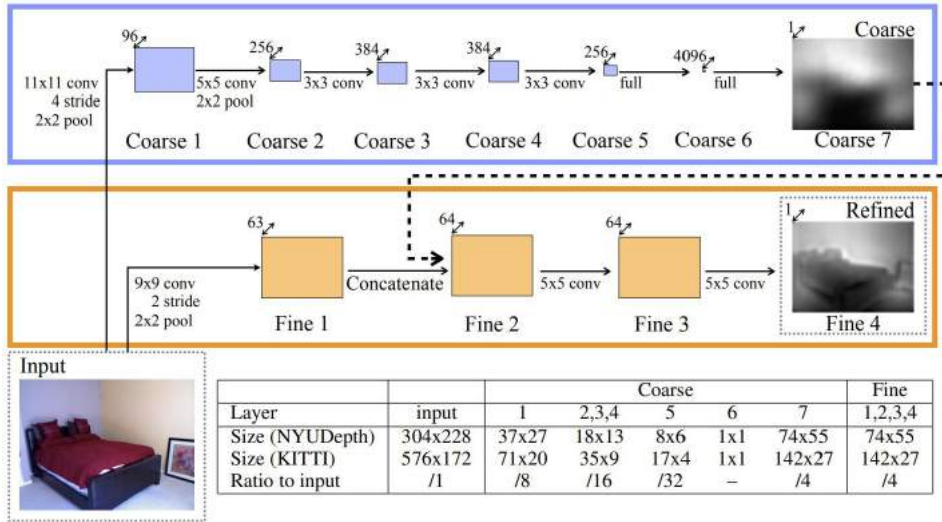 96 256 384 384 256 4096 1 Coarse
11x11 conv 5x5 conv 3x3 conv 3x3 conv 3x3 conv full full
4 stride 2x2 pool
2x2 pool
Coarse 1 Coarse 2 Coarse 3 Coarse 4 Coarse 5 Coarse 6 Coarse 7
63 64 64 1 Refined
9x9 conv Concatenate 5x5 conv 5x5 conv
2 stride
2x2 pool
Fine 1 Fine 2 Fine 3 Fine 4
Input
Coarse Fine
Layer input 1 2,3,4 5 6 7 1,2,3,4
Size (NYUDepth) 304x228 37x27 18x13 8x6 1x1 74x55 74x55
Size (KITTI) 576x172 71x20 35x9 17x4 1x1 142x27 142x27
Ratio to input /1 /8 /16 /32 – /4 /4